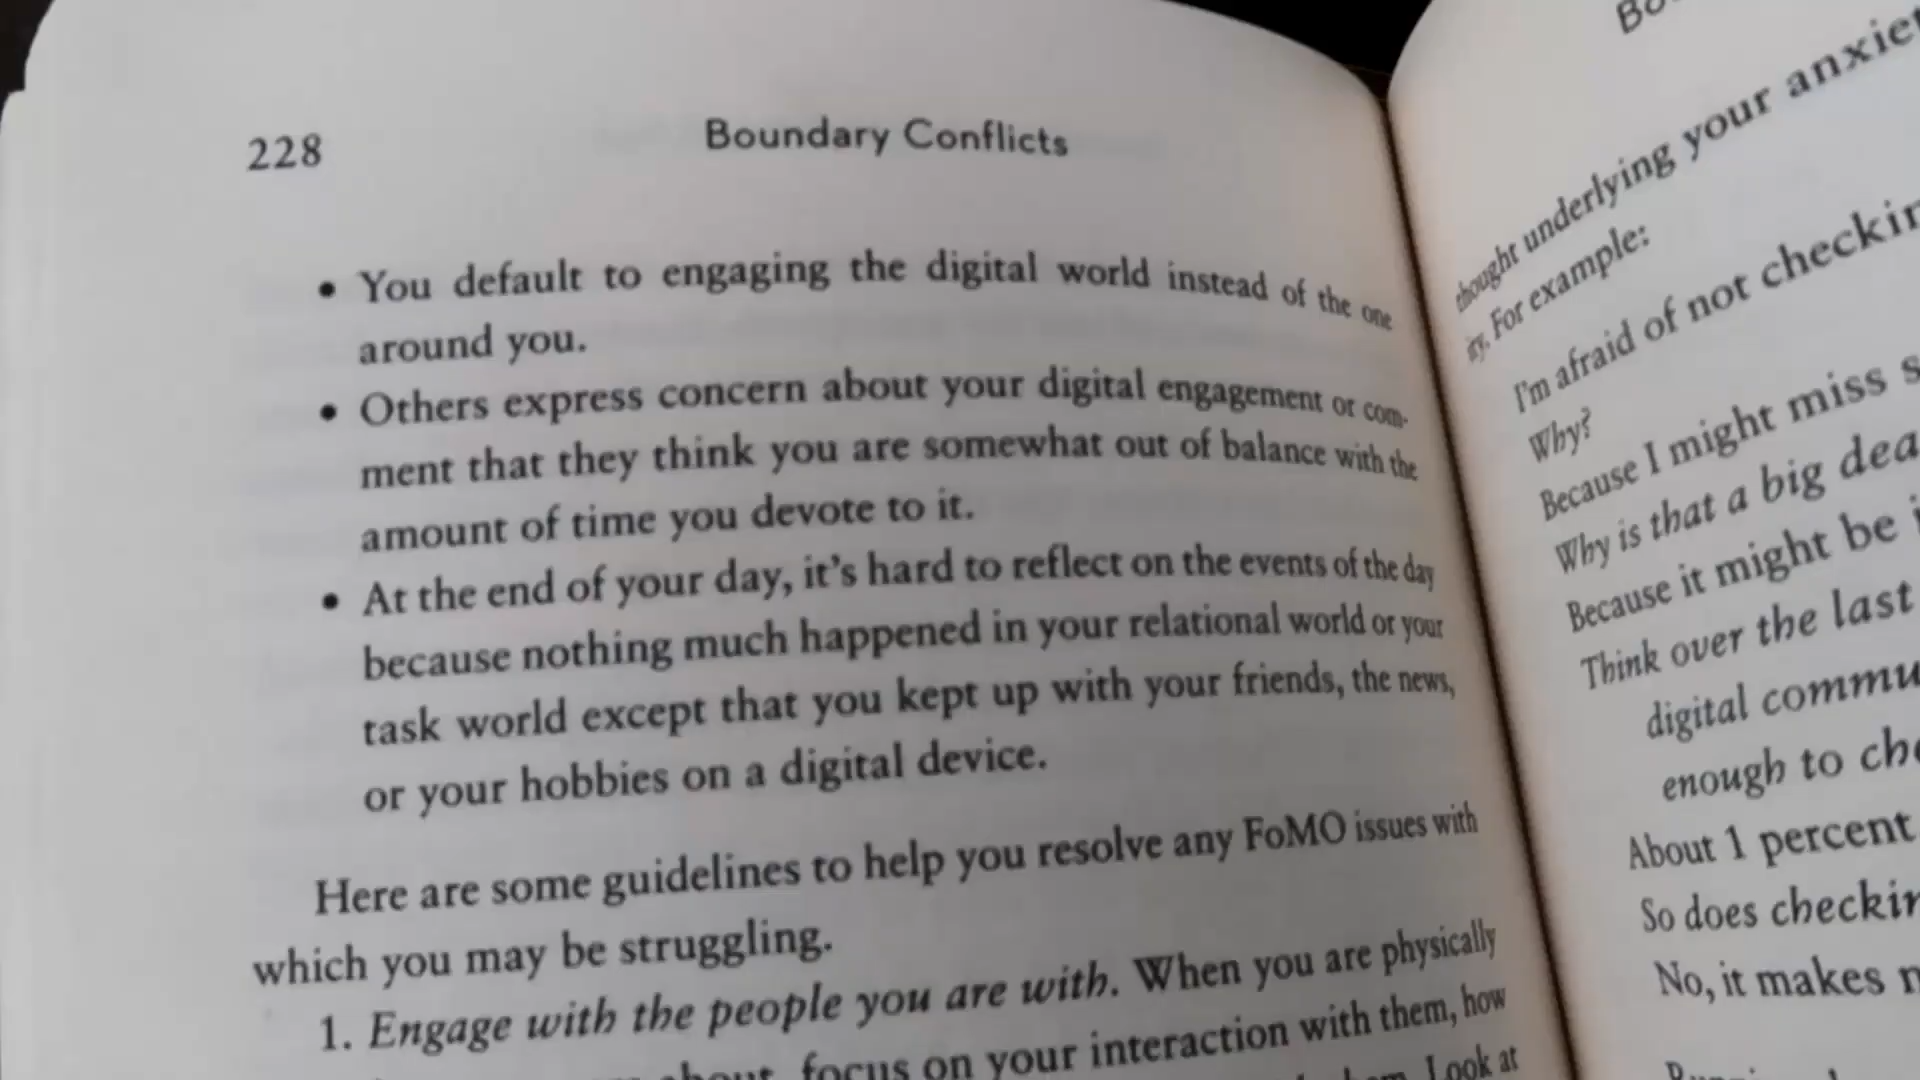 228
Boundary Conflicts
• You default to engaging the digital world instead of the one
around you.
• Others express concern about your digital engagement or com-
ment that they think you are somewhat out of balance with the
amount of time you devote to it.
• At the end of your day, it's hard to reflect on the events of the day
because nothing much happened in your relational world or your
task world except that you kept up with your friends, the news,
or your hobbies on a digital device.
Here are some guidelines to help you resolve any FoMO issues with
which you may be struggling.
1. Engage with the people you are with. When you are physically
about, focus on your interaction with them, how
Look at
thought underlying your
For example:
I'm afraid of not
Why?
Because I might miss
Why is that a big
Because it might be
Think over the last
digital
enough to
About 1 percent
So does
No, it makes